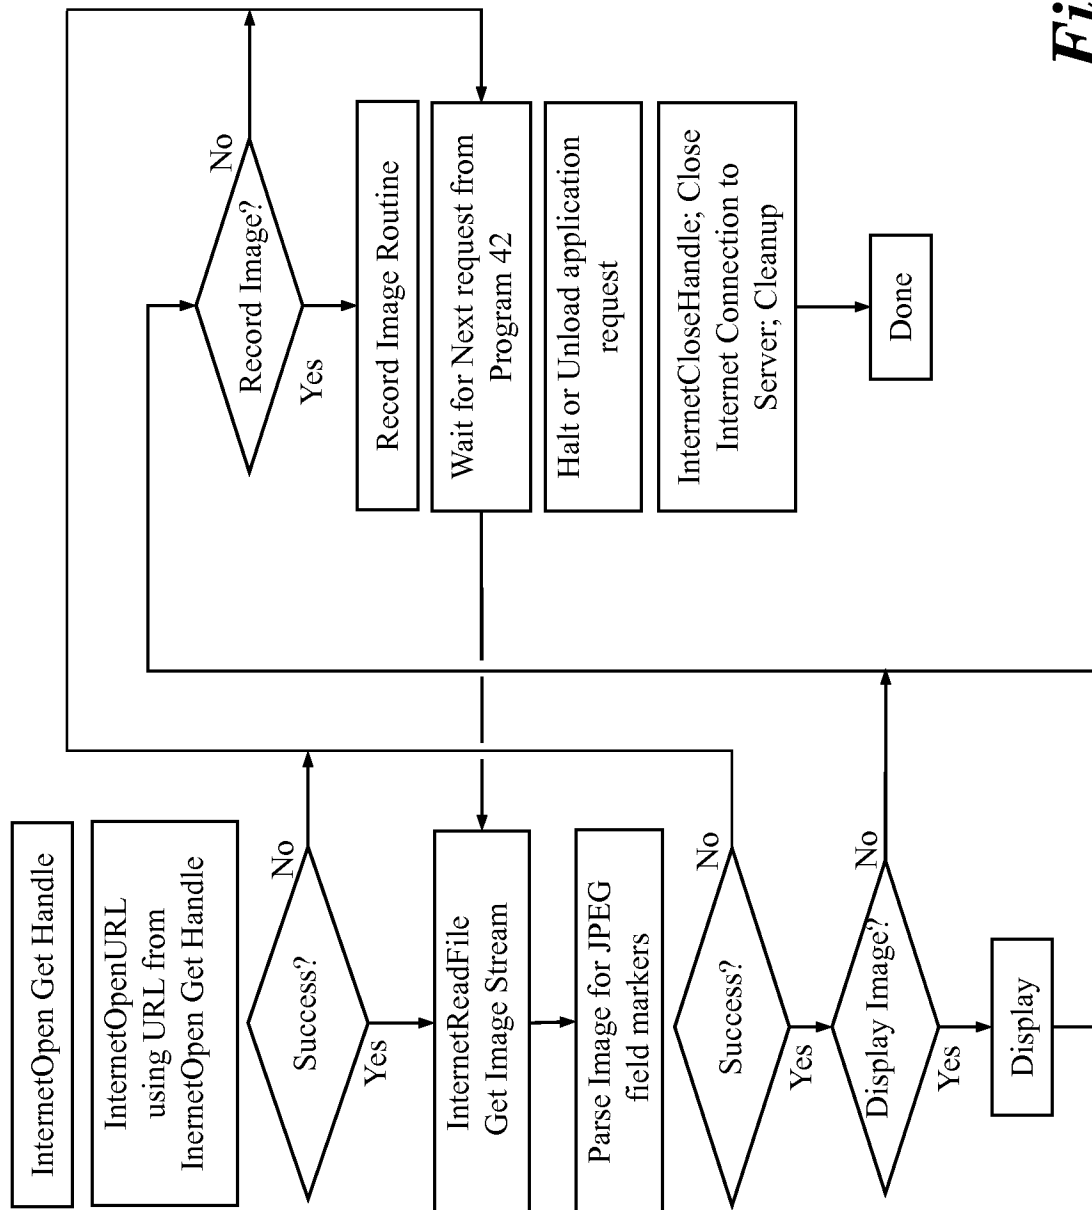 InternetOpen Get Handle
InternetOpenURL
using URL from
InernetOpen Get Handle
Success?
No
Yes
InternetReadFile
Get Image Stream
Parse Image for JPEG
field markers
Success?
No
Yes
Display Image?
No
Yes
Display
Record Image?
No
Yes
Record Image Routine
Wait for Next request from
Program 42
Halt or Unload application
request
InternetCloseHandle; Close
Internet Connection to
Server; Cleanup
Done
Fi